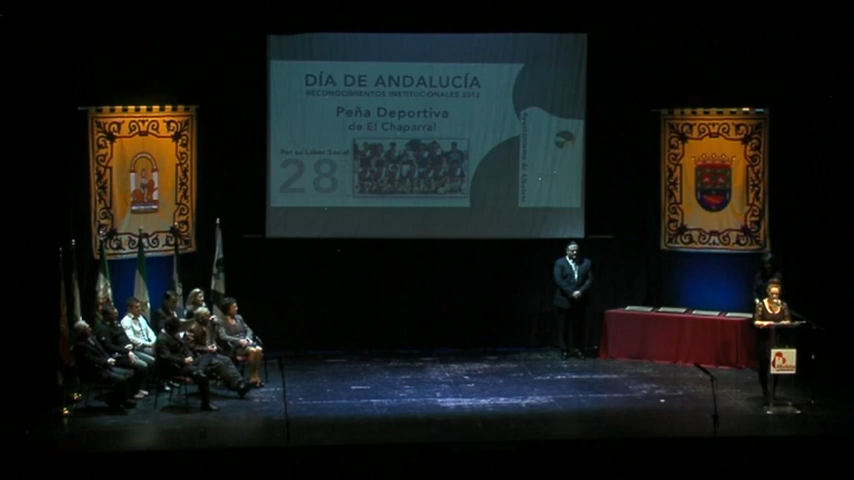 DÍA DE ANDALUCÍA
RECONOCIMIENTOS INSTITUCIONALES 2012
Peña Deportiva
de El Chaparral
Por su Labor Social
28